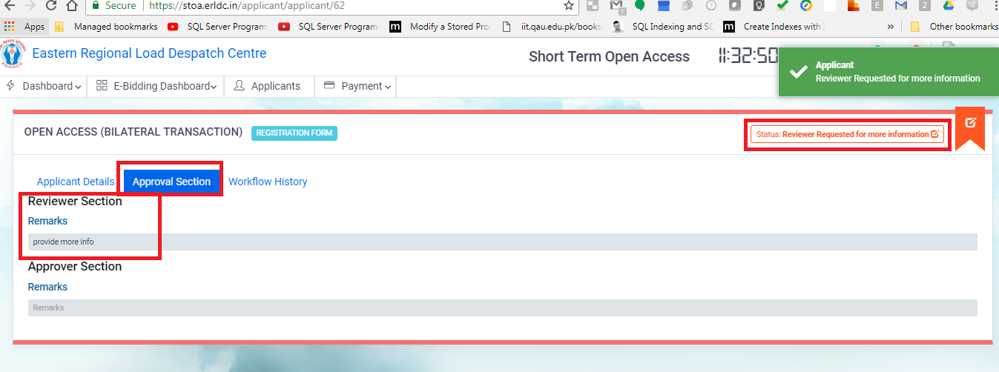 Secure https://stoa.erldc.in/applicant/applicant/62
Apps Managed bookmarks SQL Server Program SQL Server Program Modify a Stored Pro iit.qau.edu.pk/books SQL Indexing and SQ Create Indexes with I » Other bookmarks
Eastern Regional Load Despatch Centre
Short Term Open Access
11:32:50
Applicant
Reviewer Requested for more information
Dashboard E-Bidding Dashboard Applicants Payment
OPEN ACCESS (BILATERAL TRANSACTION) REGISTRATION FORM
Status: Reviewer Requested for more information
Applicant Details Approval Section Workflow History
Reviewer Section
Remarks
provide more info
Approver Section
Remarks
Remarks